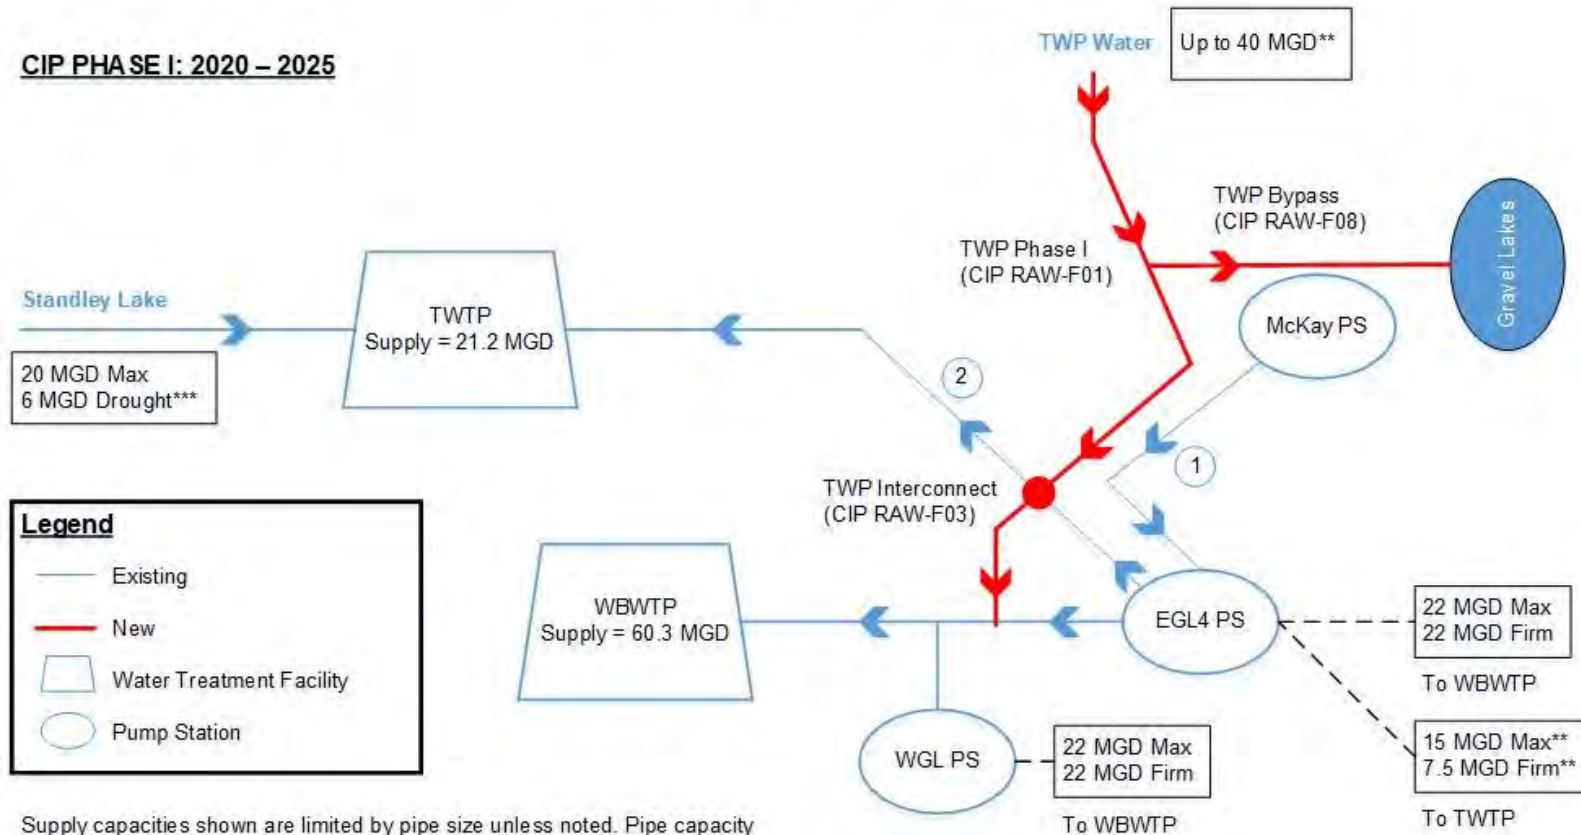 CIP PHASE I: 2020 – 2025
TWP Water
Up to 40 MGD**
TWP Bypass
(CIP RAW-F08)
Gravel Lakes
TWP Phase I
(CIP RAW-F01)
McKay PS
Standley Lake
20 MGD Max
6 MGD Drought***
TWTP
Supply = 21.2 MGD
2
1
TWP Interconnect
(CIP RAW-F03)
Legend
Existing
New
Water Treatment Facility
Pump Station
WBWTP
Supply = 60.3 MGD
EGL4 PS
22 MGD Max
22 MGD Firm
To WBWTP
15 MGD Max**
7.5 MGD Firm**
To TWTP
WGL PS
22 MGD Max
22 MGD Firm
To WBWTP
Supply capacities shown are limited by pipe size unless noted. Pipe capacity